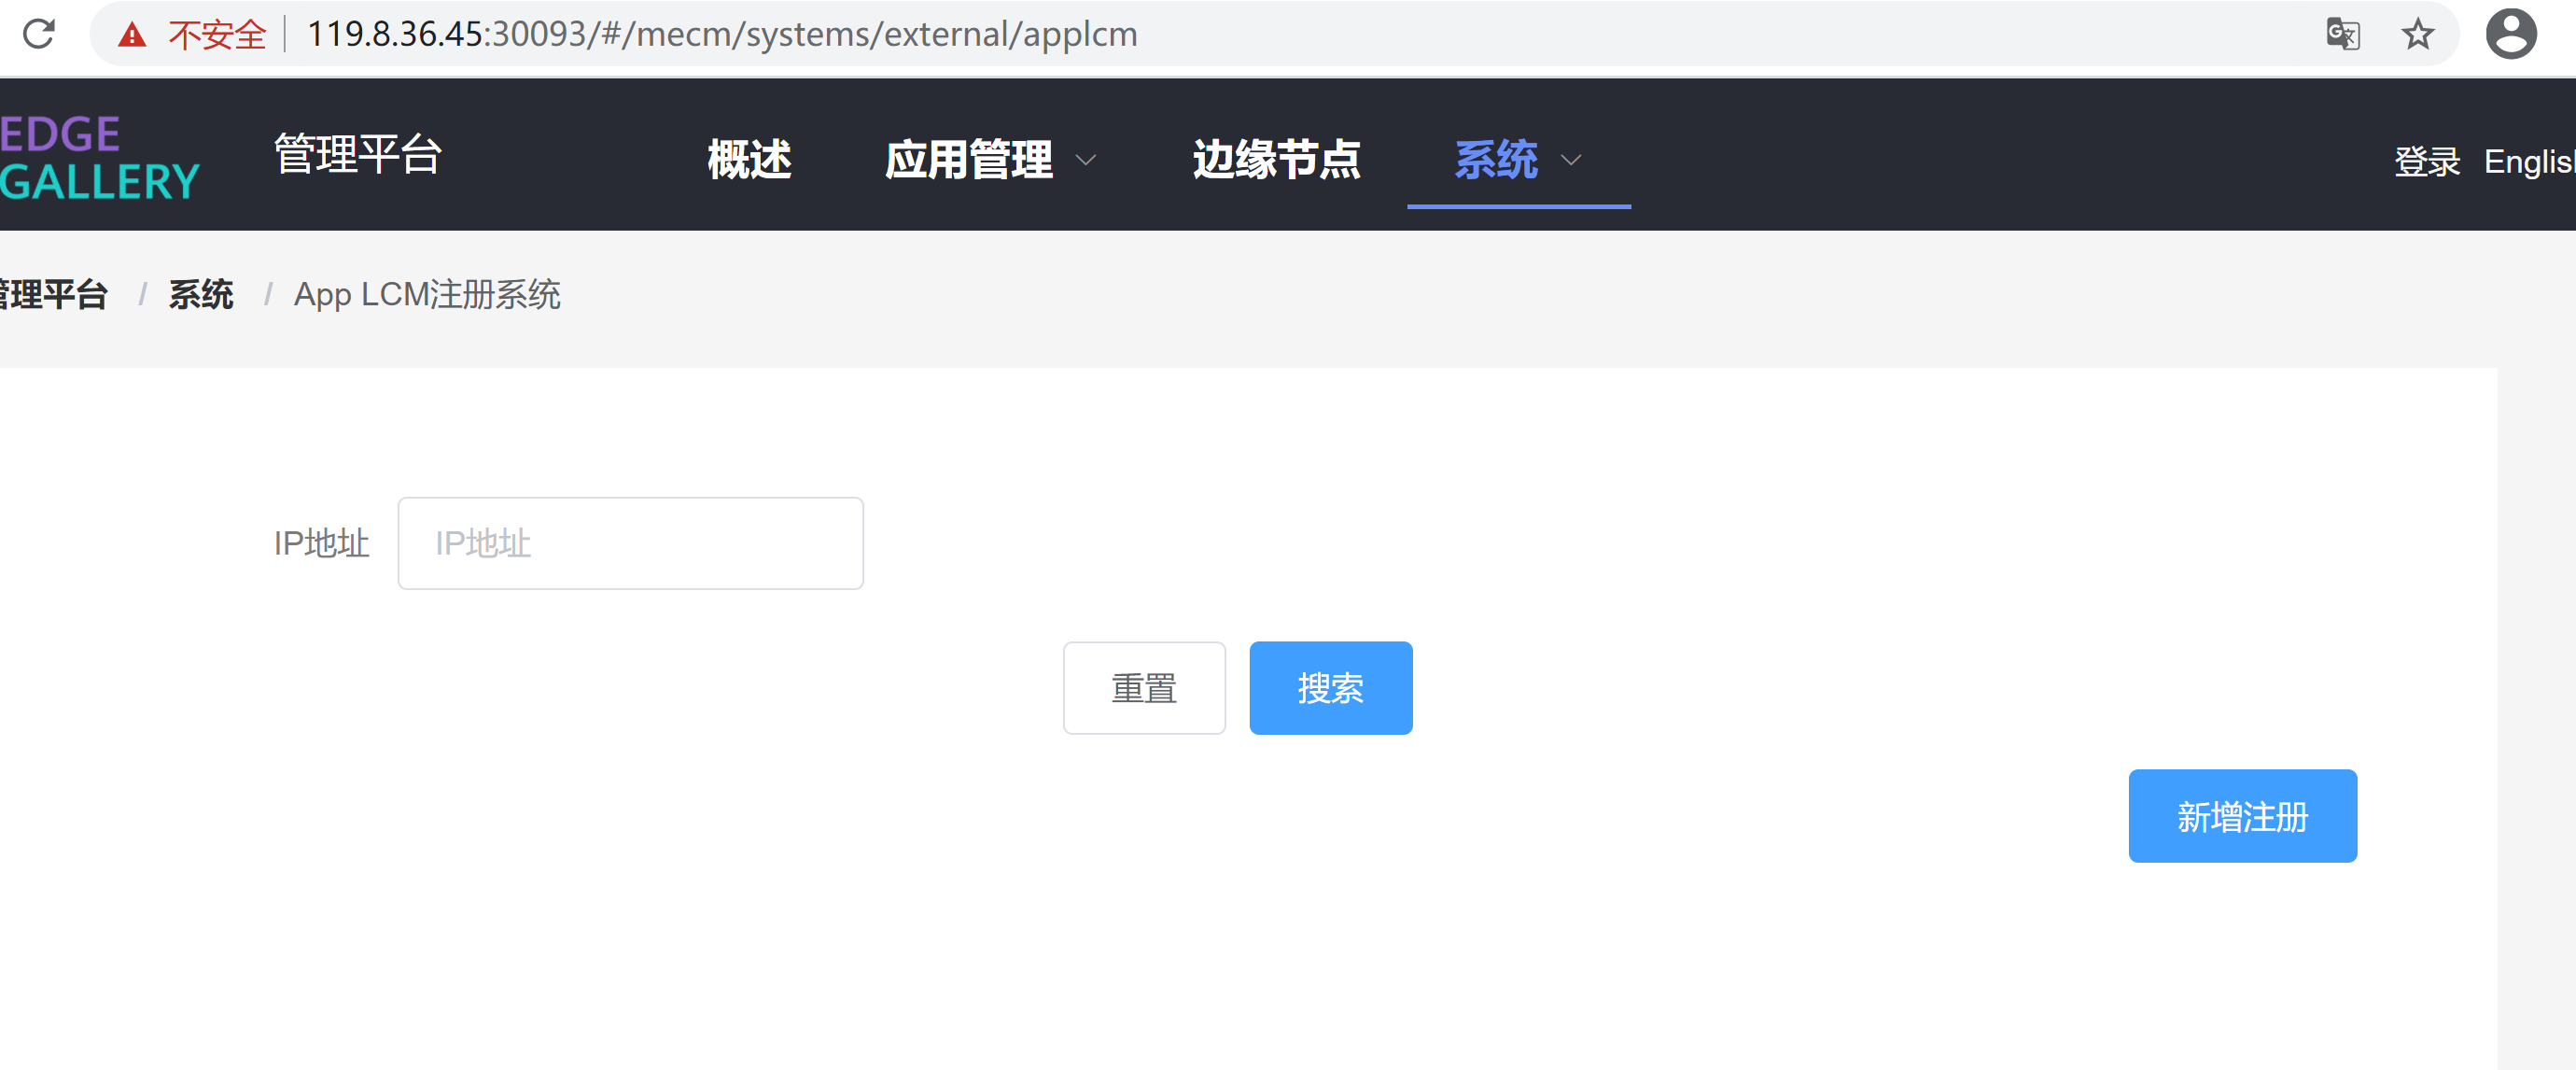 不安全 119.8.36.45:30093/#/mecm/systems/external/applcm
EDGE
GALLERY
管理平台 概述 应用管理 边缘节点 系统 登录
管理平台 / 系统 / App LCM注册系统
IP地址 IP地址
重置 搜索
新增注册